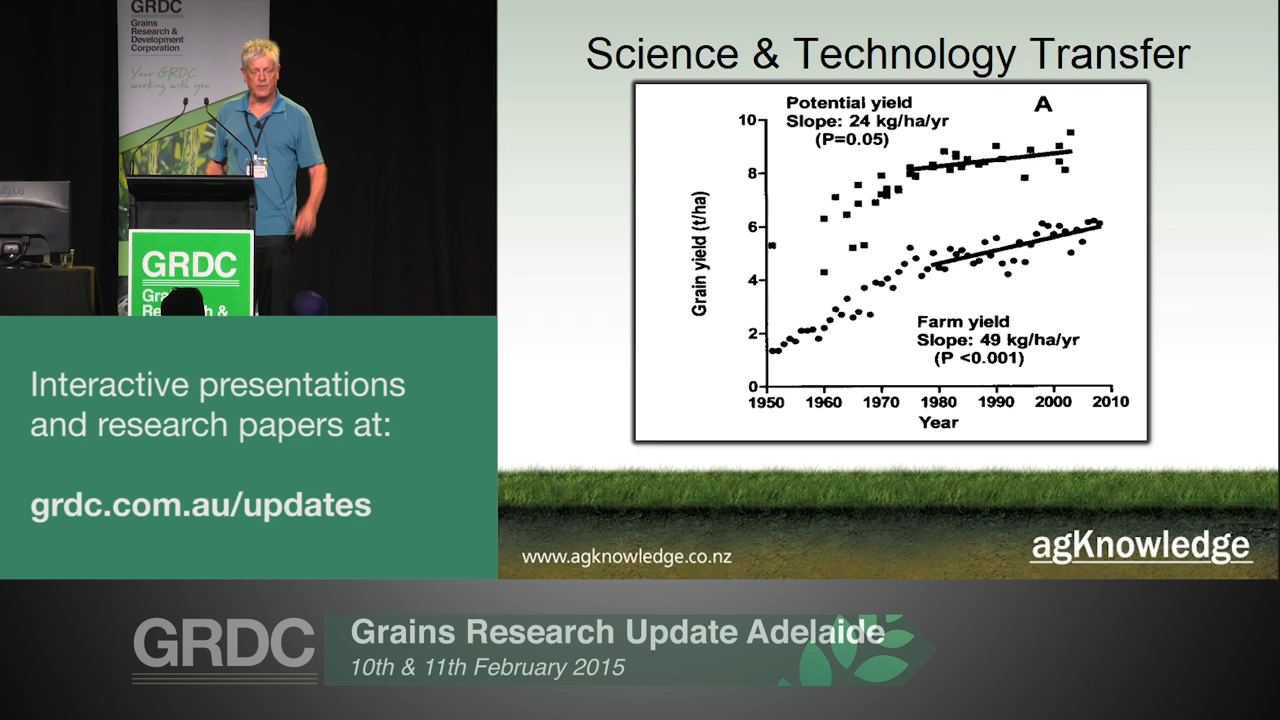 GRDC
Grains
Research &
Development
Corporation
Your GRDC
working with you
GRDC
Interactive presentations
and research papers at:
grdc.com.au/updates
Science & Technology Transfer
Potential yield
Slope: 24 kg/ha/yr
(P=0.05)
A
10
8
6
4
2
0
Grain yield (t/ha)
Farm yield
Slope: 49 kg/ha/yr
(P <0.001)
1950 1960 1970 1980 1990 2000 2010
Year
www.agknowledge.co.nz
agKnowledge
GRDC
Grains Research Update Adelaide
10th & 11th February 2015